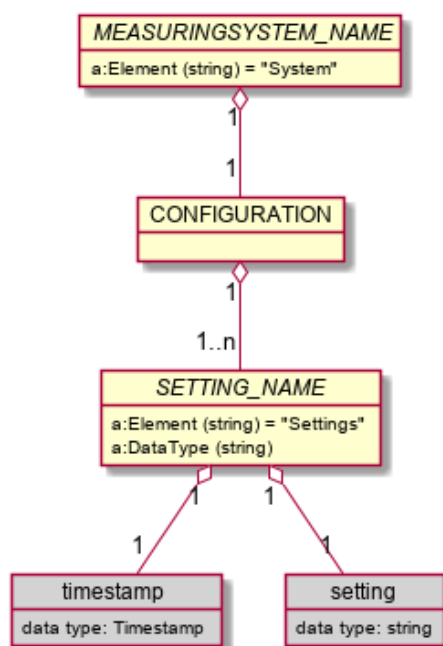 MEASURINGSYSTEM_NAME
a:Element (string) = "System"
1
1
CONFIGURATION
1
1..n
SETTING_NAME
a:Element (string) = "Settings"
a:DataType (string)
1 1
1 1
timestamp setting
data type: Timestamp data type: string